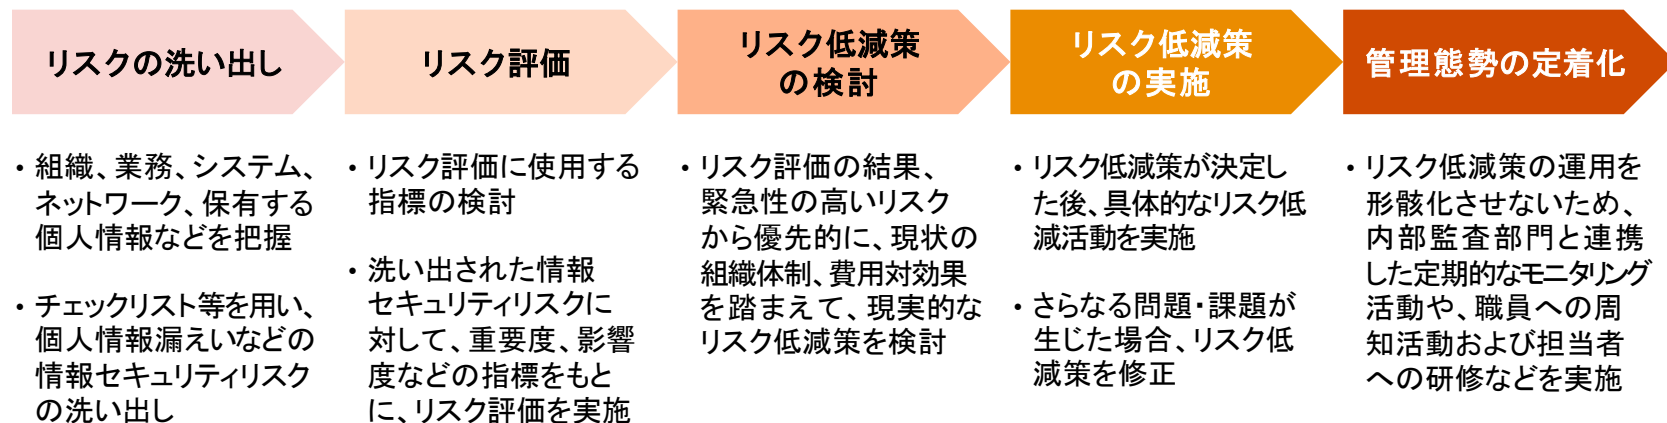 リスクの洗い出し
リスク評価
リスク低減策
の検討
リスク低減策
の実施
管理態勢の定着化
・組織、業務、システム、
ネットワーク、保有する
個人情報などを把握
・チェックリスト等を用い、
個人情報漏えいなどの
情報セキュリティリスク
の洗い出し
・リスク評価に使用する
指標の検討
・洗い出された情報
セキュリティリスクに
対して、重要度、影響
度などの指標をもと
に、リスク評価を実施
・リスク評価の結果、
緊急性の高いリスク
から優先的に、現状の
組織体制、費用対効果
を踏まえて、現実的な
リスク低減策を検討
・リスク低減策が決定し
た後、具体的なリスク低
減活動を実施
・さらなる問題・課題が
生じた場合、リスク低
減策を修正
・リスク低減策の運用を
形骸化させないため、
内部監査部門と連携
した定期的なモニタリング
活動や、職員への周
知活動および担当者
への研修などを実施